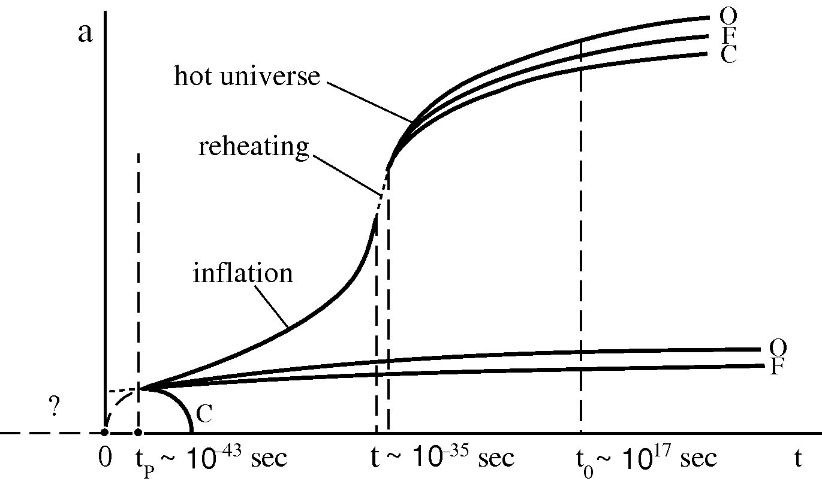 a
O
F
C
hot universe
reheating
inflation
O
F
?
C
0
t_P ~ 10^-43 sec
t ~ 10^-35 sec
t_0 ~ 10^17 sec
t